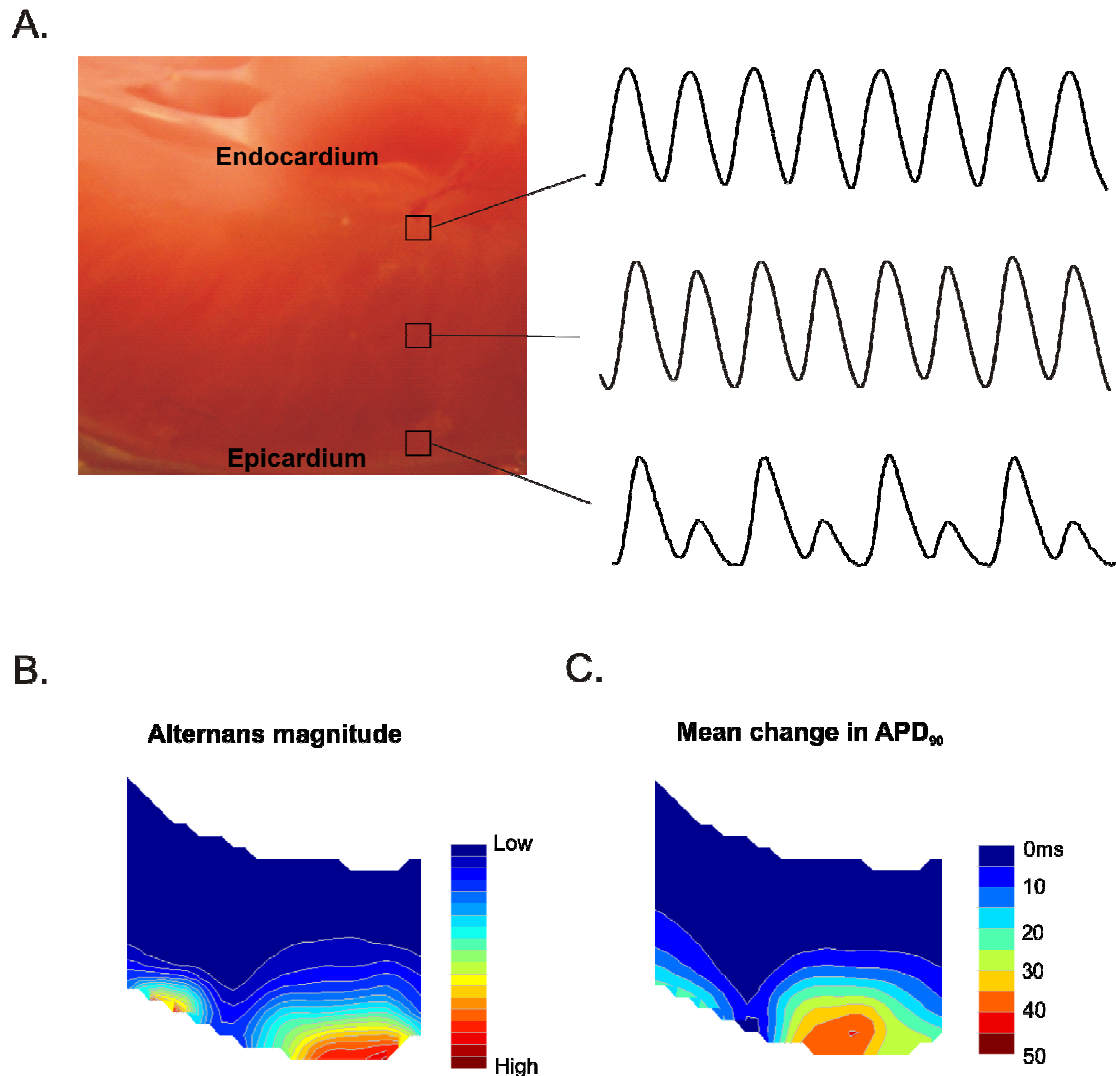 A.
Endocardium
Epicardium
B.
Alternans magnitude
Low
High
C.
Mean change in APD₉₀
0ms
10
20
30
40
50